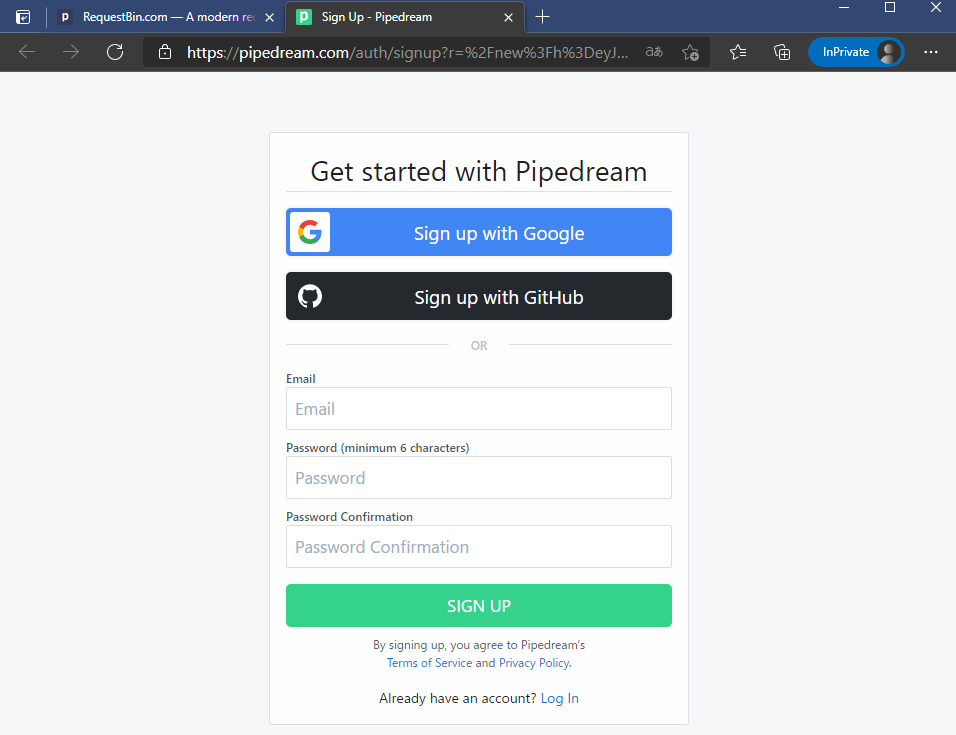 RequestBin.com — A modern rec
Sign Up - Pipedream
https://pipedream.com/auth/signup?r=%2Fnew%3Fh%3DeyJ...
InPrivate
Get started with Pipedream
Sign up with Google
Sign up with GitHub
OR
Email
Email
Password (minimum 6 characters)
Password
Password Confirmation
Password Confirmation
SIGN UP
By signing up, you agree to Pipedream's
Terms of Service and Privacy Policy.
Already have an account? Log In